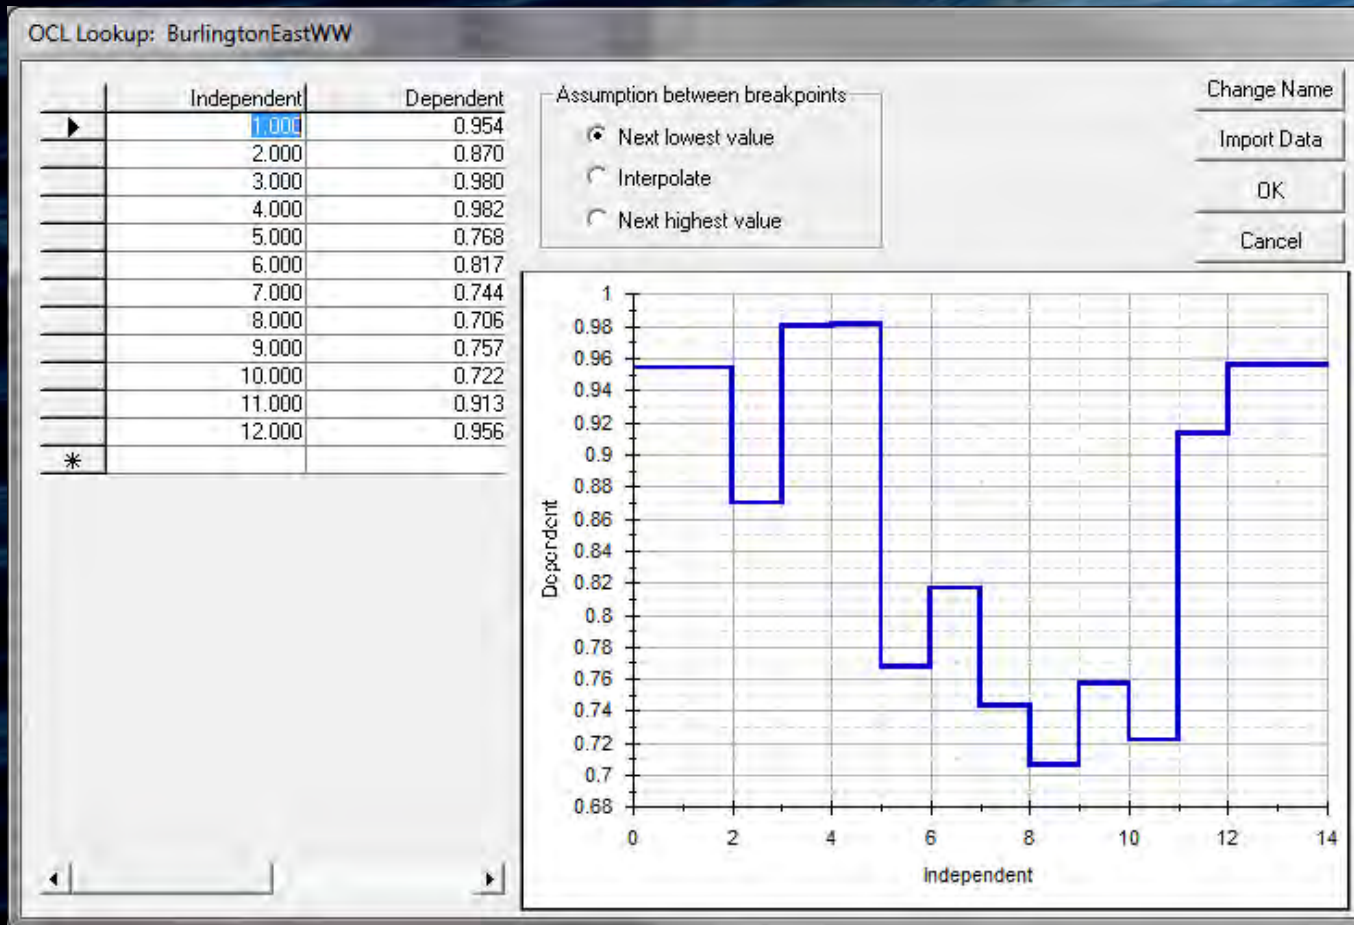 OCL Lookup: BurlingtonEastWW
Independent Dependent
1.000 0.954
2.000 0.870
3.000 0.980
4.000 0.982
5.000 0.768
6.000 0.817
7.000 0.744
8.000 0.706
9.000 0.757
10.000 0.722
11.000 0.913
12.000 0.956
*
Assumption between breakpoints
Next lowest value
Interpolate
Next highest value
Change Name
Import Data
OK
Cancel
Dependent
1
0.98
0.96
0.94
0.92
0.9
0.88
0.86
0.84
0.82
0.8
0.78
0.76
0.74
0.72
0.7
0.68
0 2 4 6 8 10 12 14
Independent